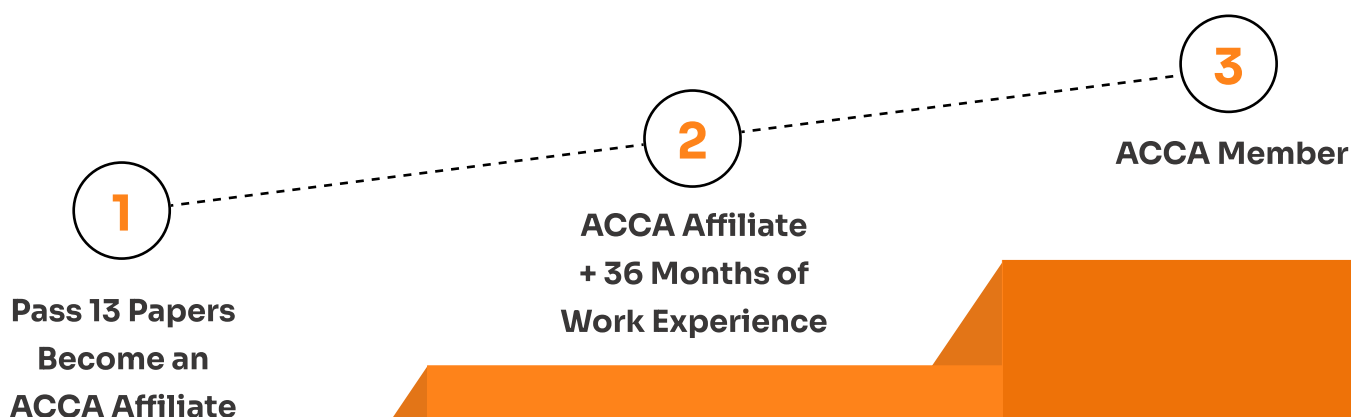 1
Pass 13 Papers
Become an
ACCA Affiliate
2
ACCA Affiliate
+ 36 Months of
Work Experience
3
ACCA Member